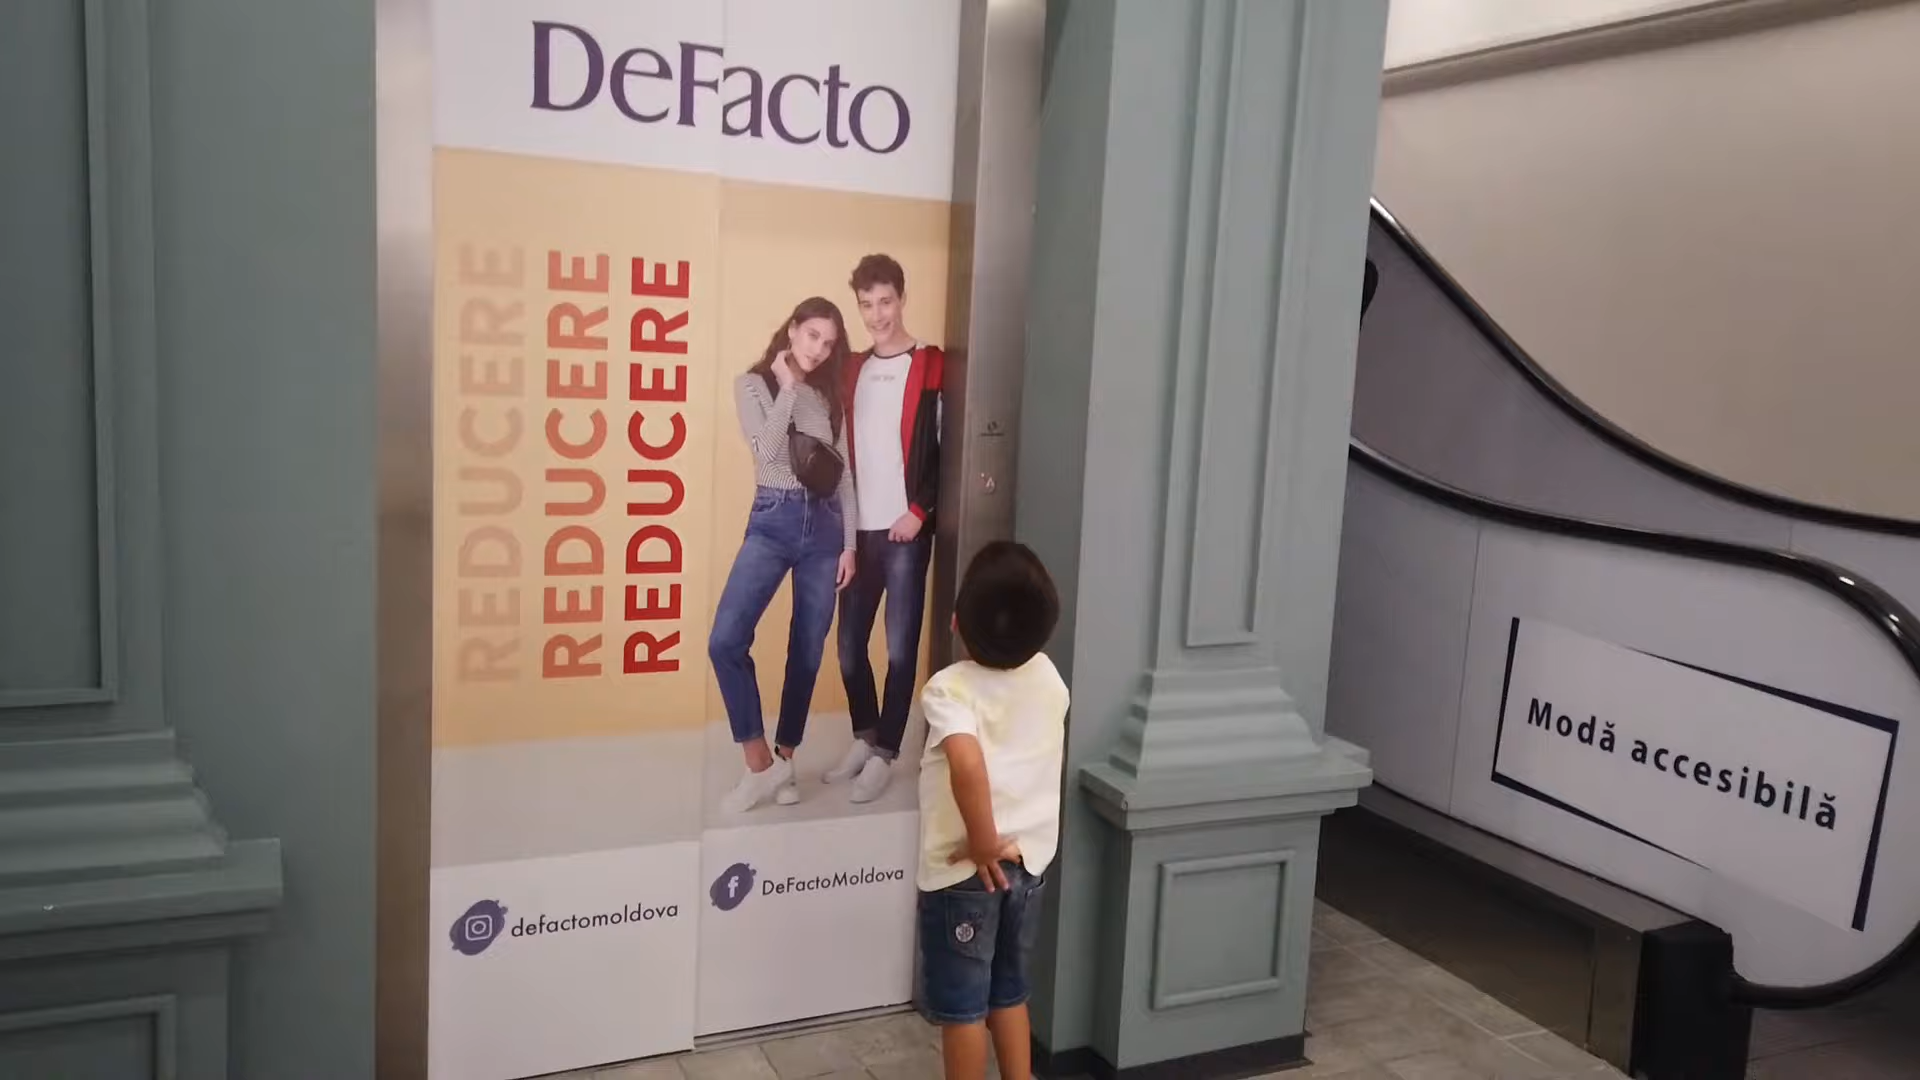 DeFacto
REDUCERE
REDUCERE
REDUCERE
defactomoldova
DeFactoMoldova
Modă accesibilă